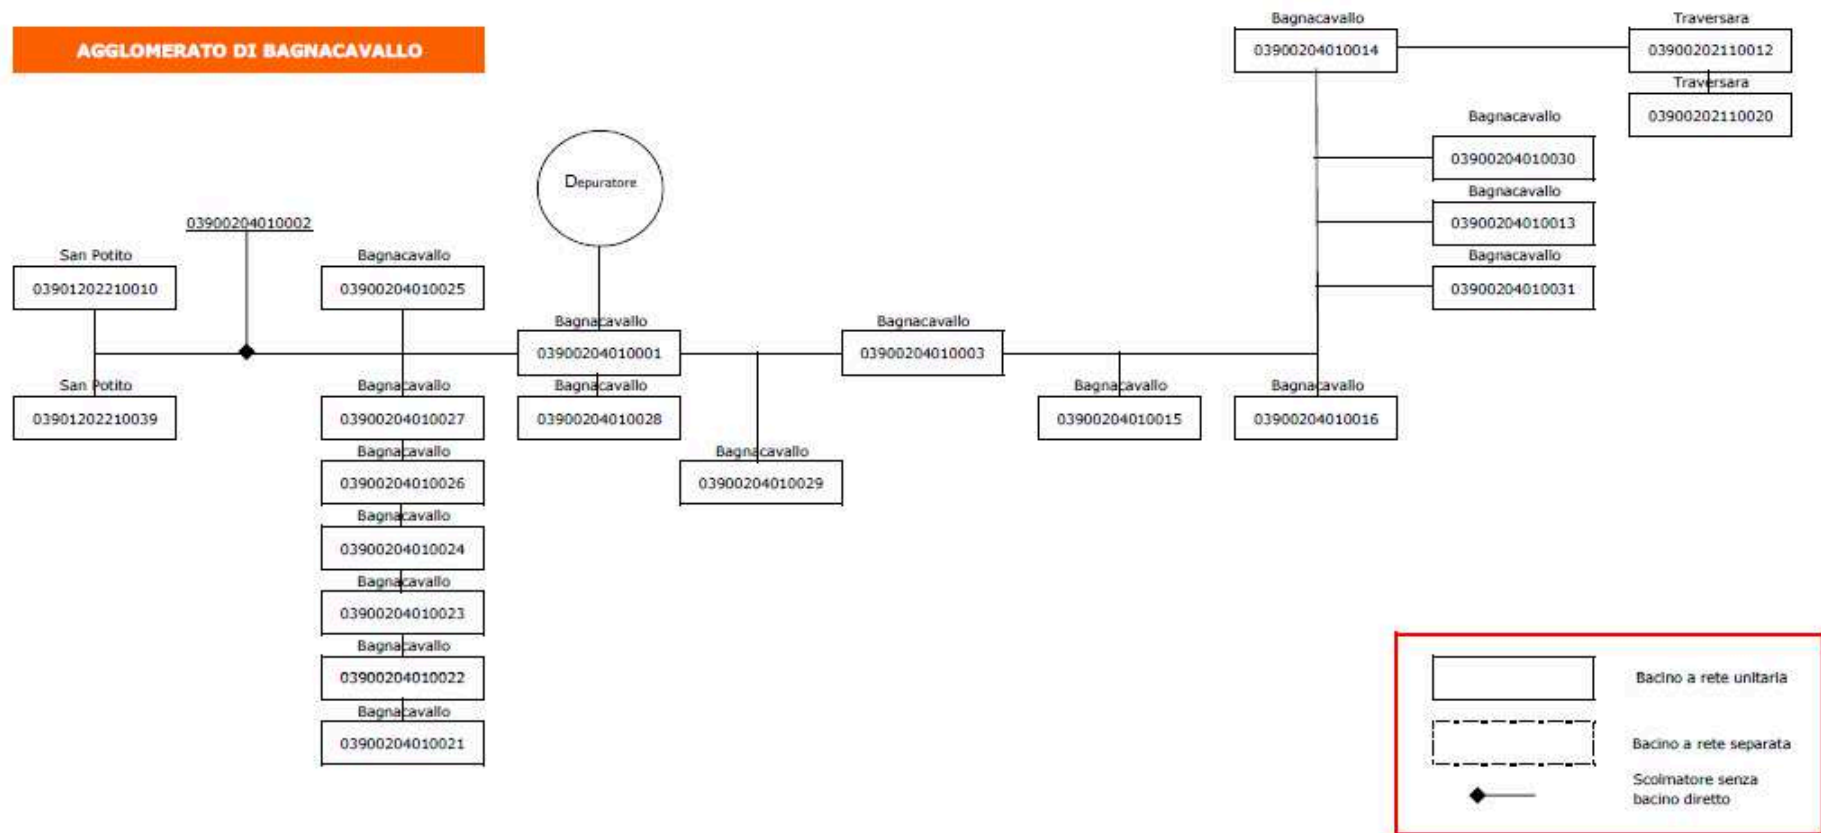 AGGLOMERATO DI BAGNACAVALLO
Bagnacavallo
03900204010014
Traversara
03900202110012
Traversara
03900202110020
Bagnacavallo
03900204010030
Bagnacavallo
03900204010013
Bagnacavallo
03900204010031
Depuratore
03900204010002
San Potito
03901202210010
Bagnacavallo
03900204010025
Bagnacavallo
03900204010001
Bagnacavallo
03900204010003
San Potito
03901202210039
Bagnacavallo
03900204010027
Bagnacavallo
03900204010028
Bagnacavallo
03900204010015
Bagnacavallo
03900204010016
Bagnacavallo
03900204010026
Bagnacavallo
03900204010029
Bagnacavallo
03900204010024
Bagnacavallo
03900204010023
Bagnacavallo
03900204010022
Bagnacavallo
03900204010021
Bacino a rete unitaria
Bacino a rete separata
Scolmatore senza
bacino diretto